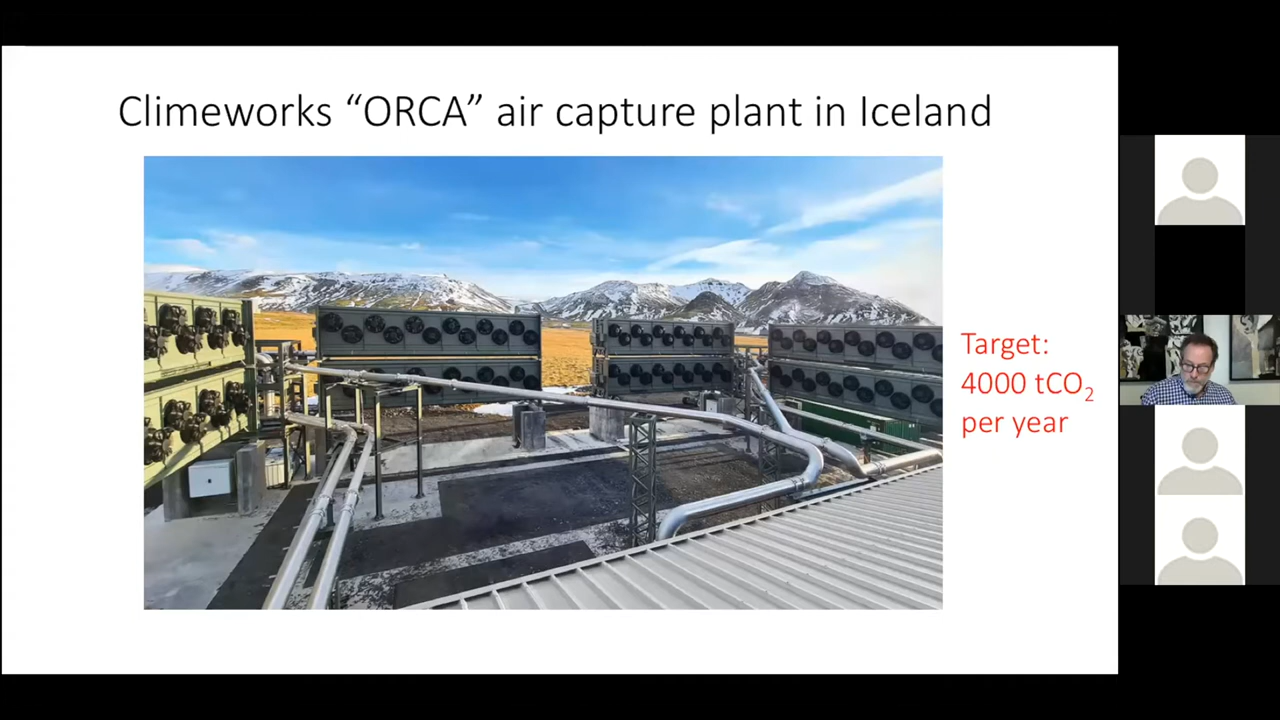 Climeworks “ORCA” air capture plant in Iceland
Target:
4000 tCO₂
per year